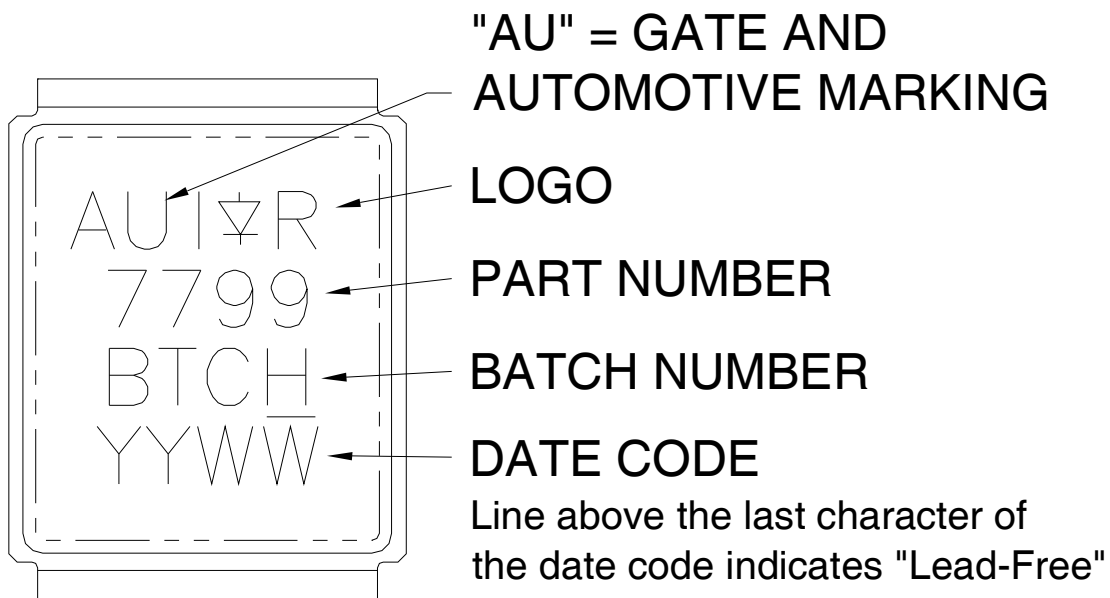 "AU" = GATE AND
AUTOMOTIVE MARKING
AUI R
LOGO
7799
PART NUMBER
BTCH
BATCH NUMBER
YYWW
DATE CODE
Line above the last character of
the date code indicates "Lead-Free"